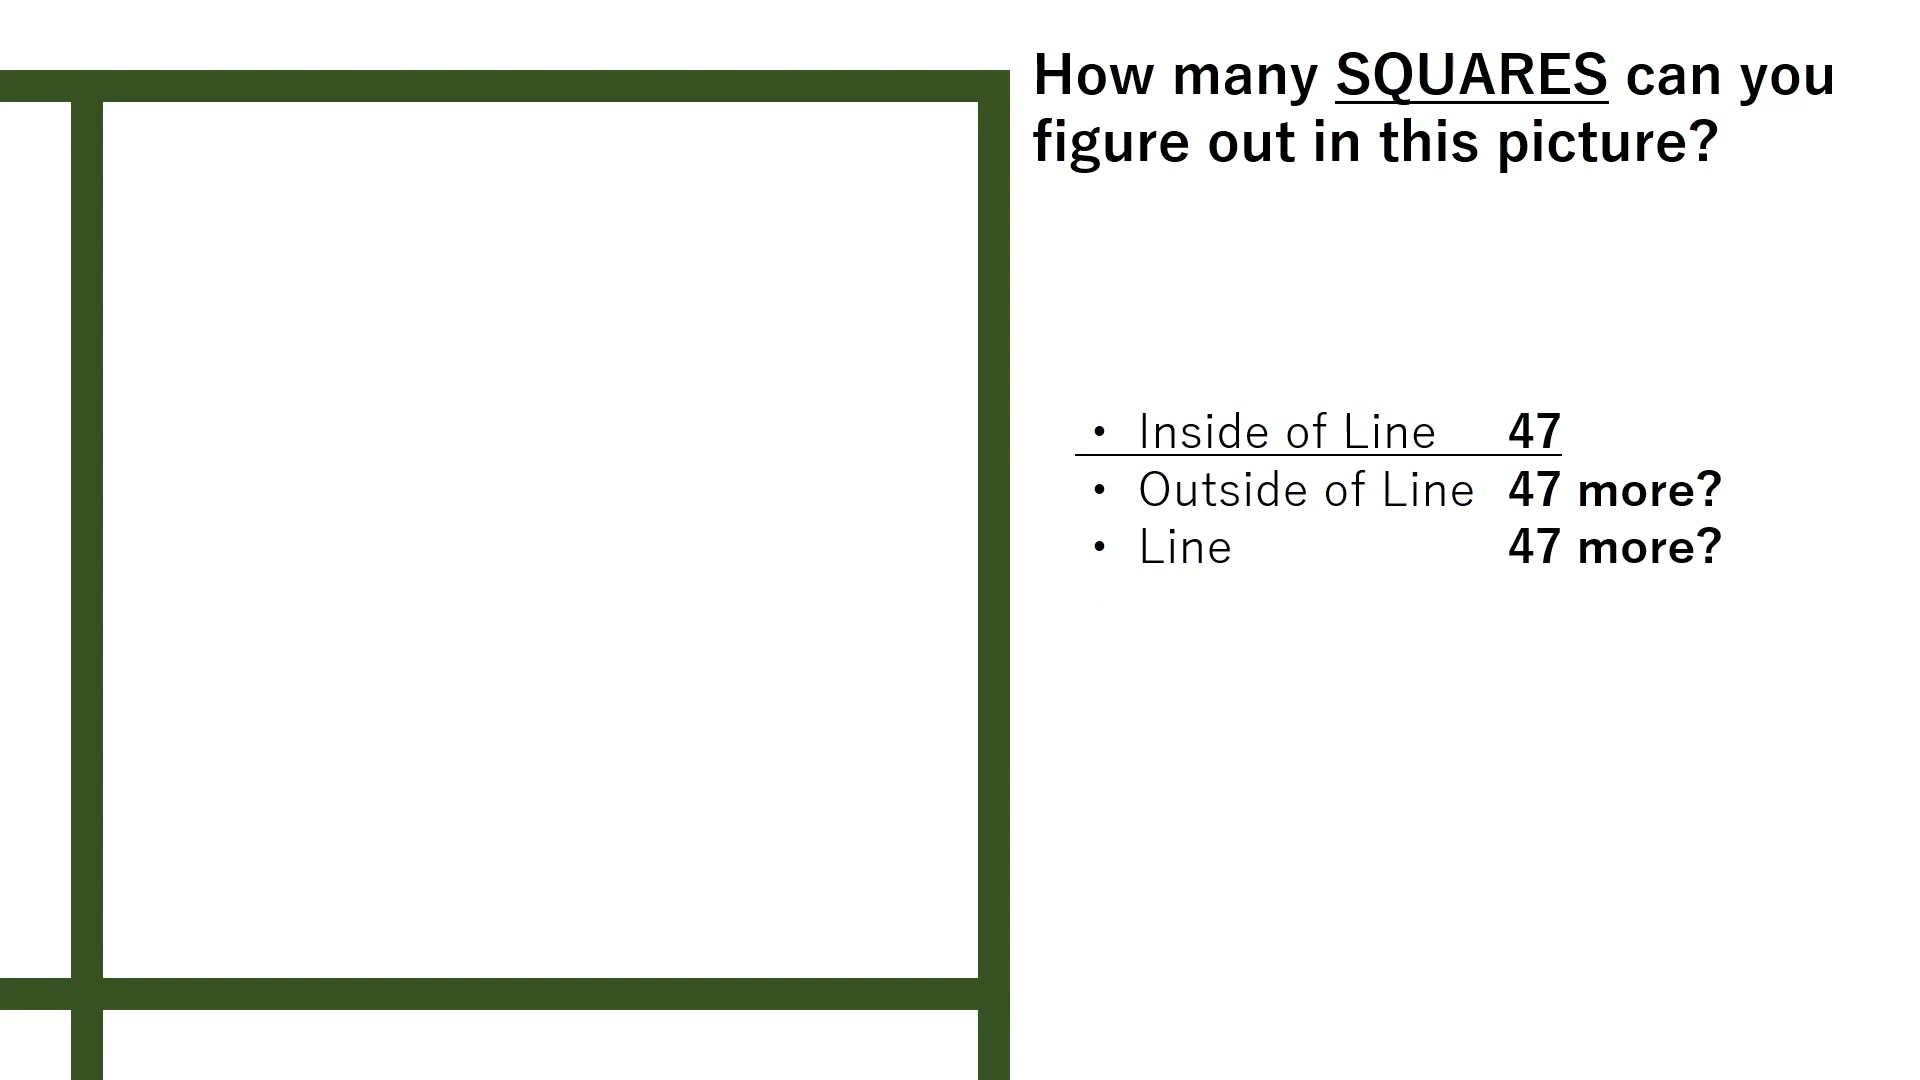 How many SQUARES can you
figure out in this picture?
• Inside of Line 47
• Outside of Line 47 more?
• Line 47 more?